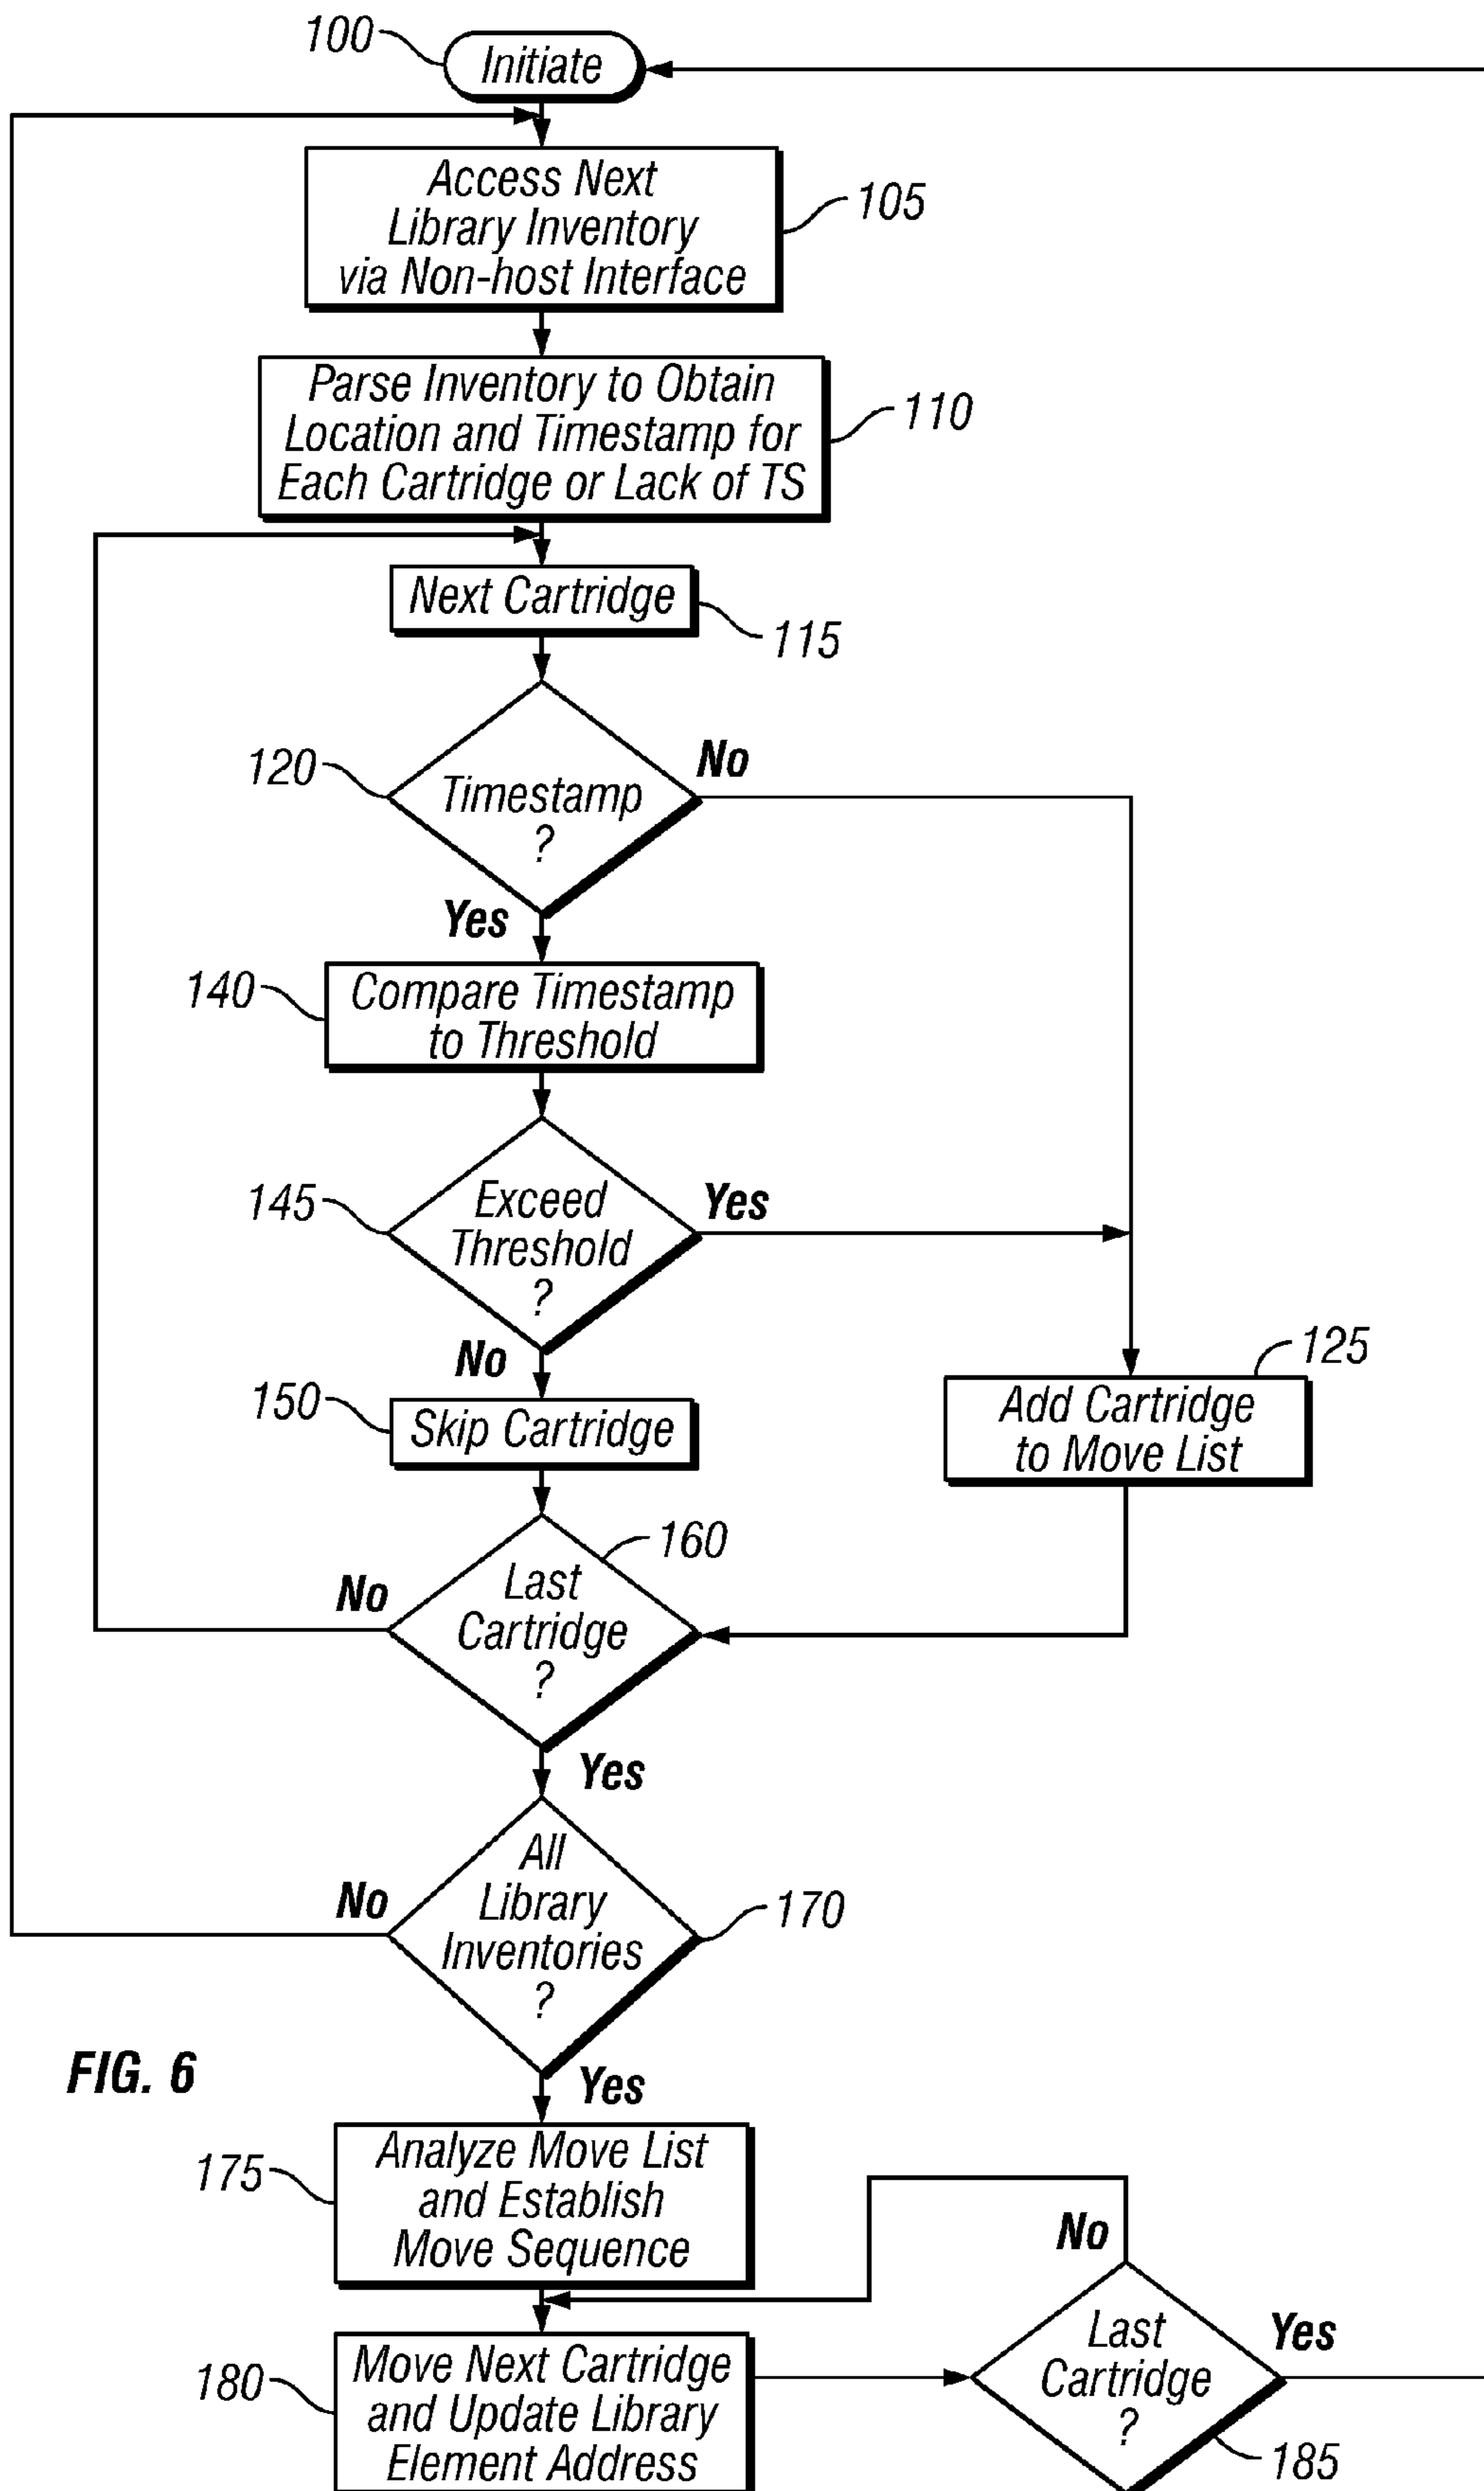 100
Initiate
Access Next
Library Inventory
via Non-host Interface
105
Parse Inventory to Obtain
Location and Timestamp for
Each Cartridge or Lack of TS
110
Next Cartridge
115
120
Timestamp
?
No
Yes
140
Compare Timestamp
to Threshold
145
Exceed
Threshold
?
Yes
No
150
Skip Cartridge
125
Add Cartridge
to Move List
160
Last
Cartridge
?
No
Yes
All
Library
Inventories
?
170
No
Yes
FIG. 6
175
Analyze Move List
and Establish
Move Sequence
No
180
Move Next Cartridge
and Update Library
Element Address
Last
Cartridge
?
Yes
185